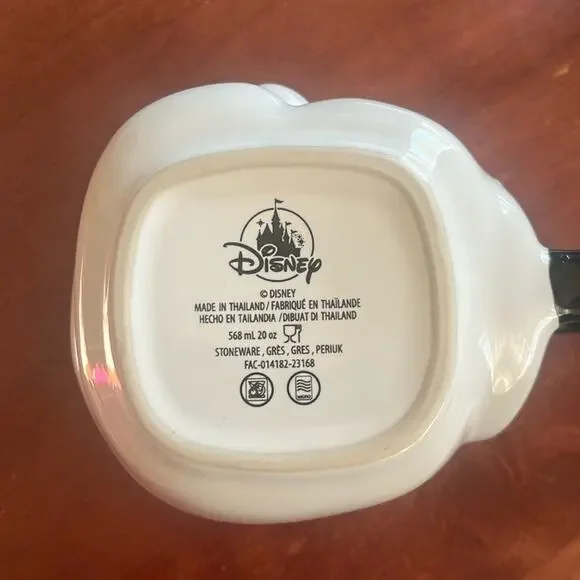 Disney
© DISNEY
MADE IN THAILAND/ FABRIQUÉ EN THAÏLANDE
HECHO EN TAILANDIA /DIBUAT DI THAILAND
568 mL 20 oz
STONEWARE , GRÈS , GRES , PERIUK
FAC-014182-23168
MICRO